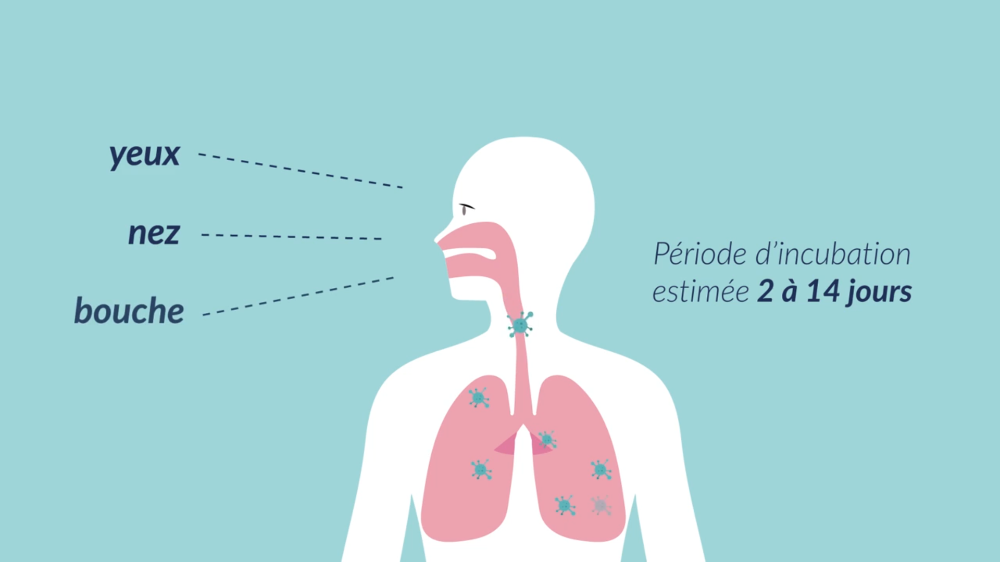 yeux
nez
bouche
Période d’incubation
estimée 2 à 14 jours